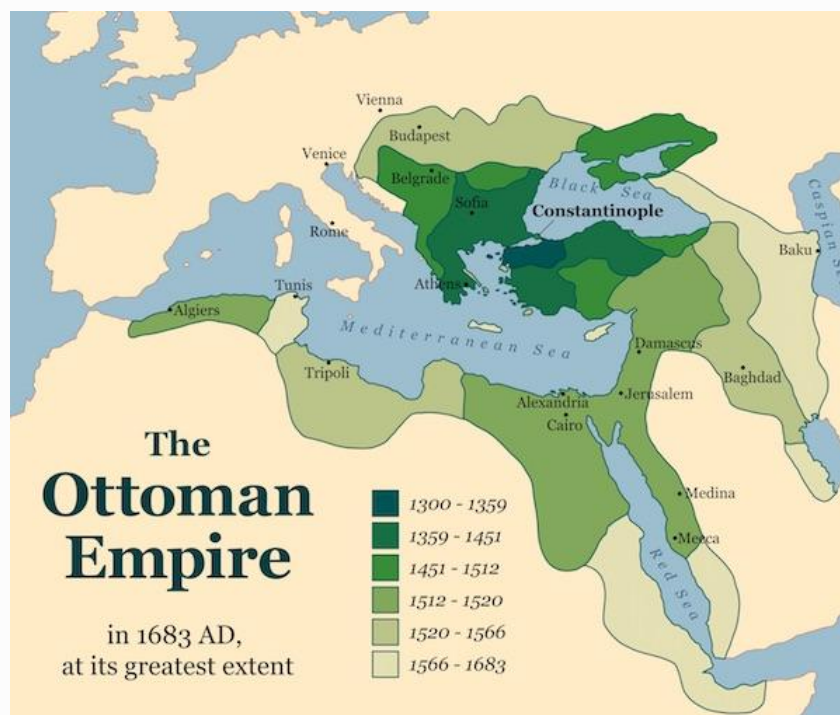 Vienna
Budapest
Venice
Belgrade
Black Sea
Caspian S
Sofia
Constantinople
Rome
Baku
Tunis
Athens
Algiers
Mediterranean Sea
Damascus
Tripoli
Baghdad
Alexandria
Jerusalem
Cairo
The
Ottoman
Empire
in 1683 AD,
at its greatest extent
1300 - 1359
1359 - 1451
1451 - 1512
1512 - 1520
1520 - 1566
1566 - 1683
Medina
Mecca
Red Sea